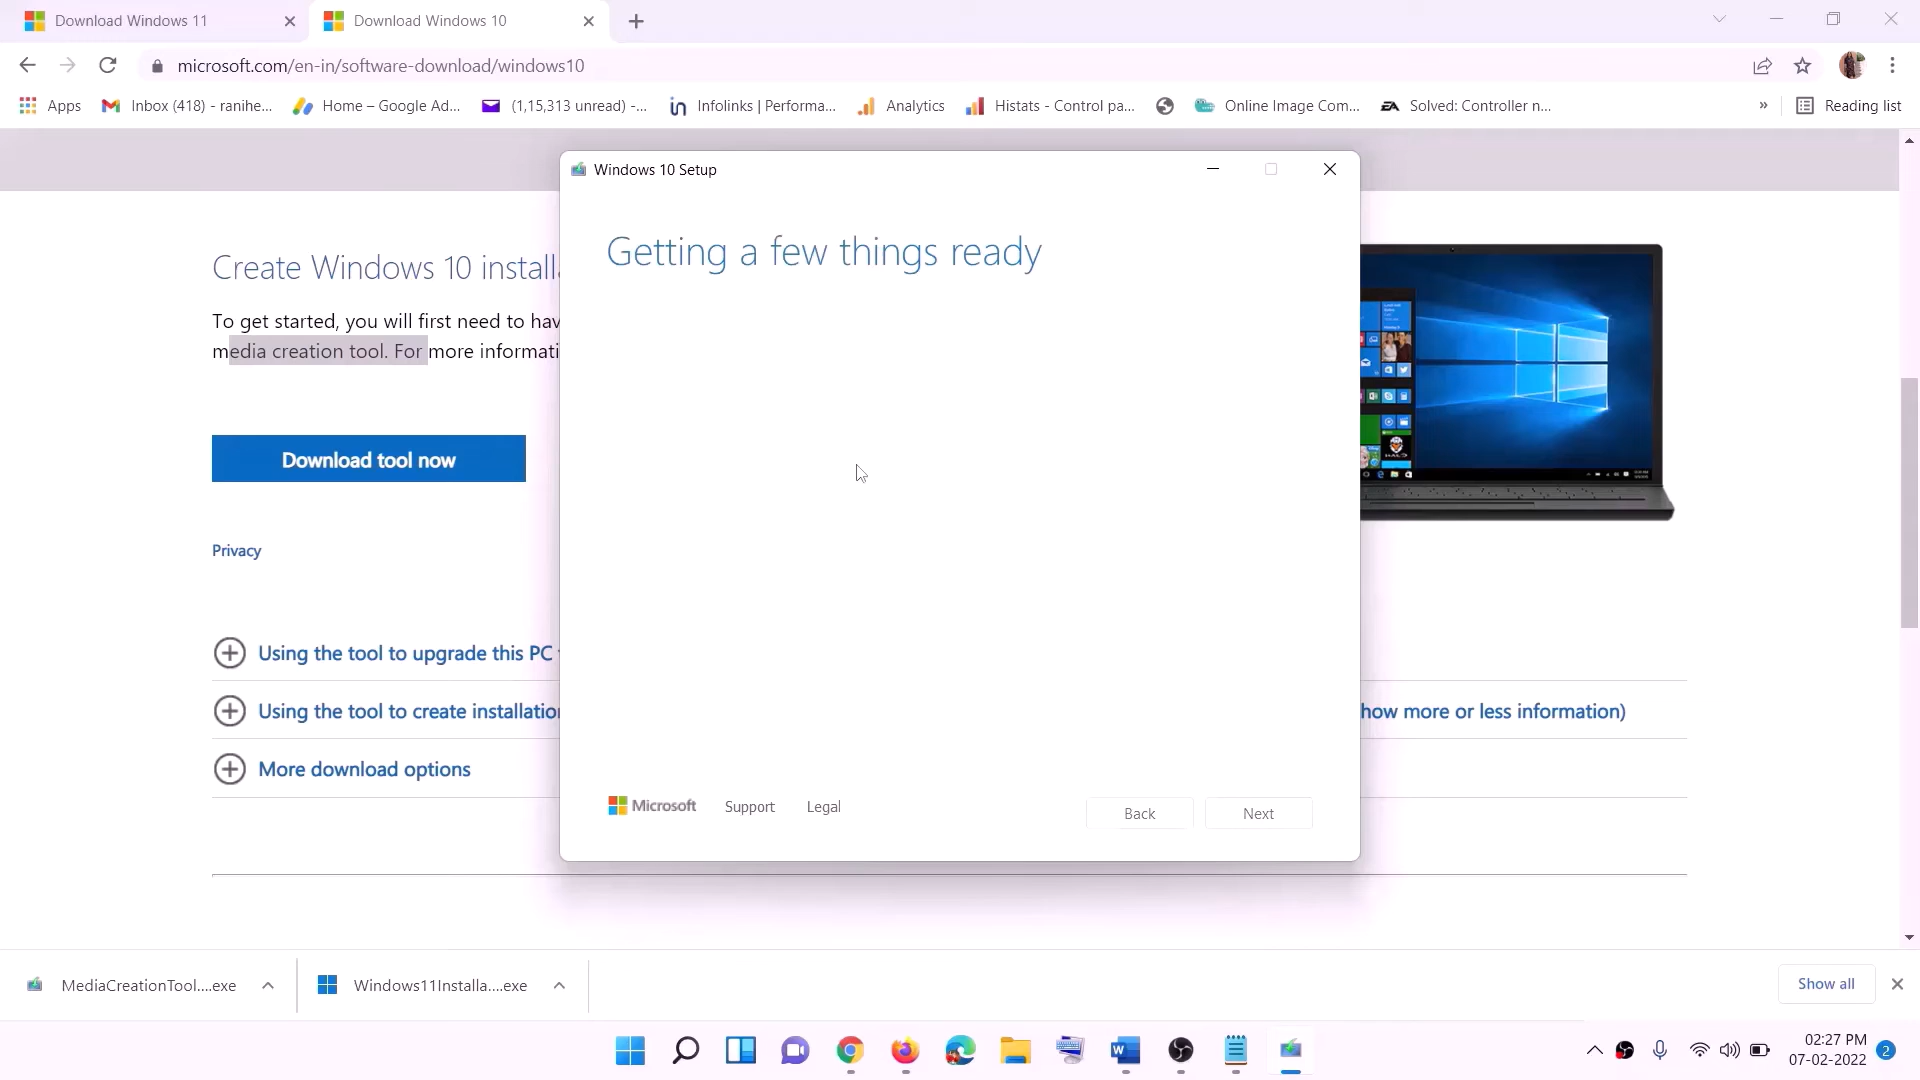 Download Windows 11
Download Windows 10
microsoft.com/en-in/software-download/windows10
Apps
Inbox (418) - ranihe...
Home – Google Ad...
(1,15,313 unread) -...
Infolinks | Performa...
Analytics
Histats - Control pa...
Online Image Com...
Solved: Controller n...
»
Reading list
Windows 10 Setup
Getting a few things ready
Create Windows 10 install
To get started, you will first need to hav
media creation tool. For more informati
Download tool now
Privacy
Using the tool to upgrade this PC
Using the tool to create installation
how more or less information)
More download options
Microsoft
Support
Legal
Back
Next
MediaCreationTool....exe
Windows11Installa....exe
Show all
02:27 PM
07-02-2022
2